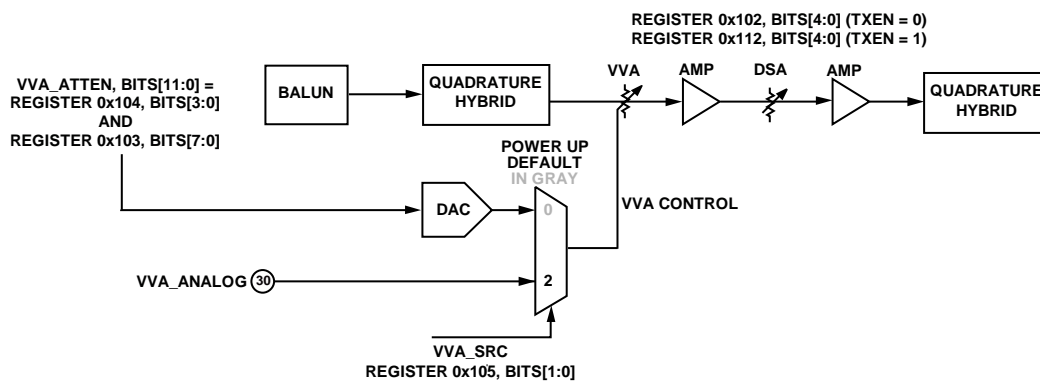 REGISTER 0x102, BITS[4:0] (TXEN = 0)
REGISTER 0x112, BITS[4:0] (TXEN = 1)
VVA_ATTEN, BITS[11:0] =
REGISTER 0x104, BITS[3:0]
AND
REGISTER 0x103, BITS[7:0]
BALUN
QUADRATURE
HYBRID
VVA
AMP
DSA
AMP
QUADRATURE
HYBRID
POWER UP
DEFAULT
IN GRAY
DAC
0
VVA CONTROL
VVA_ANALOG
30
2
VVA_SRC
REGISTER 0x105, BITS[1:0]